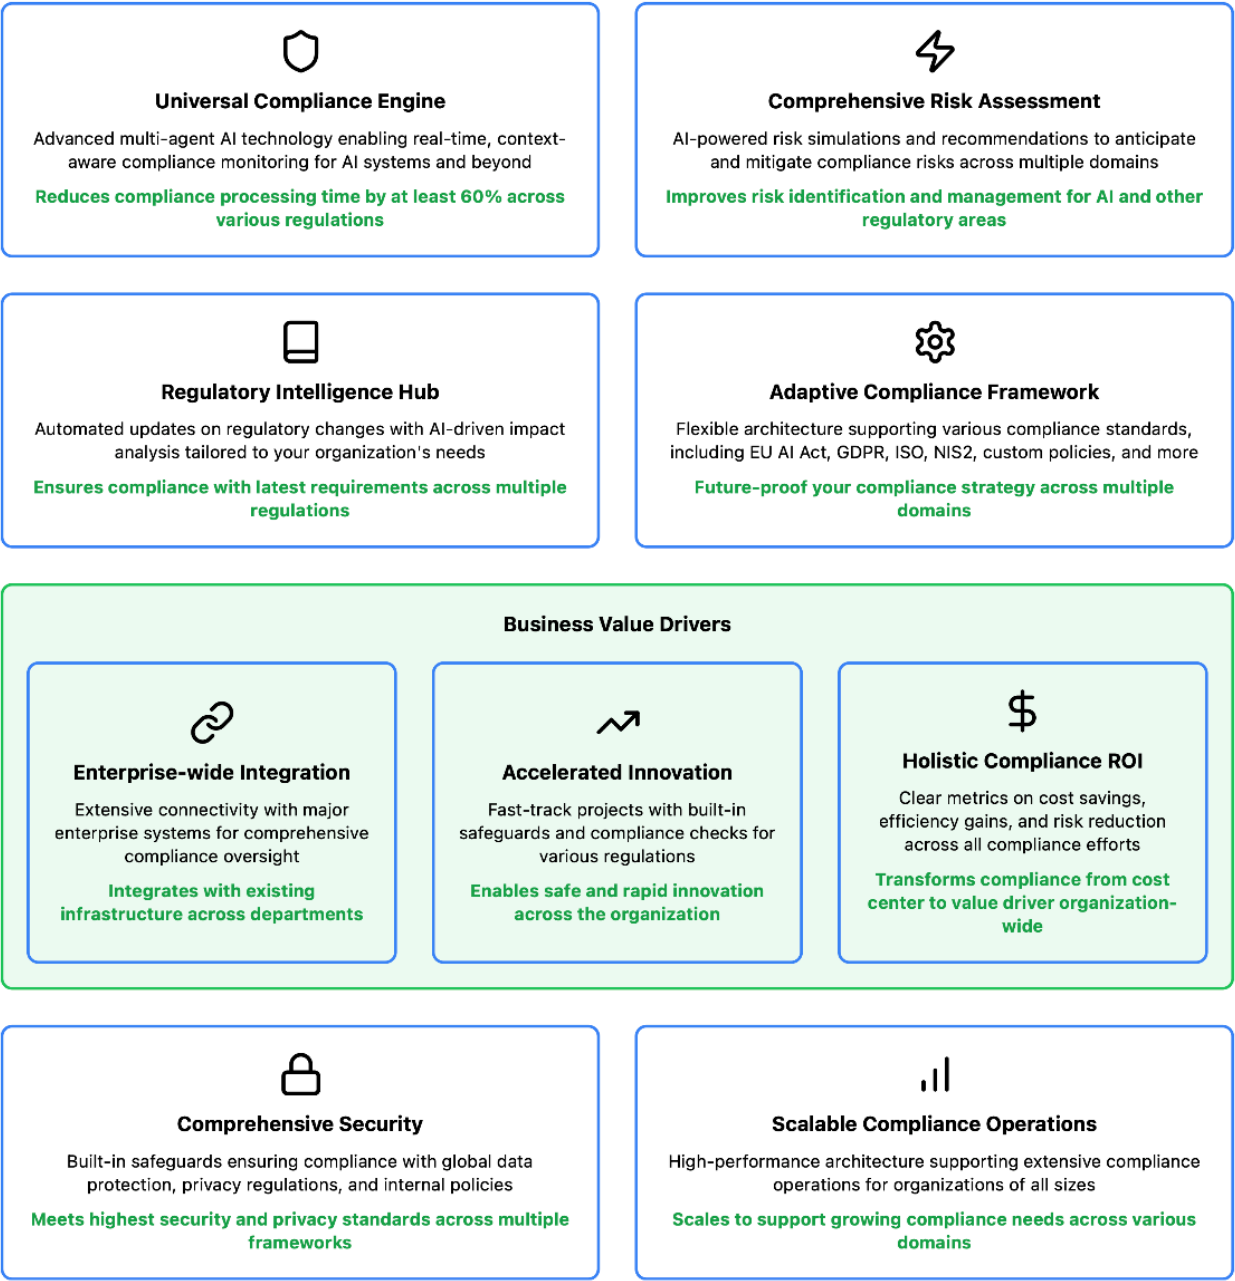 Universal Compliance Engine
Advanced multi-agent AI technology enabling real-time, context-
aware compliance monitoring for AI systems and beyond
Reduces compliance processing time by at least 60% across
various regulations
Comprehensive Risk Assessment
AI-powered risk simulations and recommendations to anticipate
and mitigate compliance risks across multiple domains
Improves risk identification and management for AI and other
regulatory areas
Regulatory Intelligence Hub
Automated updates on regulatory changes with AI-driven impact
analysis tailored to your organization's needs
Ensures compliance with latest requirements across multiple
regulations
Adaptive Compliance Framework
Flexible architecture supporting various compliance standards,
including EU AI Act, GDPR, ISO, NIS2, custom policies, and more
Future-proof your compliance strategy across multiple
domains
Business Value Drivers
Enterprise-wide Integration
Extensive connectivity with major
enterprise systems for comprehensive
compliance oversight
Integrates with existing
infrastructure across departments
Accelerated Innovation
Fast-track projects with built-in
safeguards and compliance checks for
various regulations
Enables safe and rapid innovation
across the organization
Holistic Compliance ROI
Clear metrics on cost savings,
efficiency gains, and risk reduction
across all compliance efforts
Transforms compliance from cost
center to value driver organization-
wide
Comprehensive Security
Built-in safeguards ensuring compliance with global data
protection, privacy regulations, and internal policies
Meets highest security and privacy standards across multiple
frameworks
Scalable Compliance Operations
High-performance architecture supporting extensive compliance
operations for organizations of all sizes
Scales to support growing compliance needs across various
domains